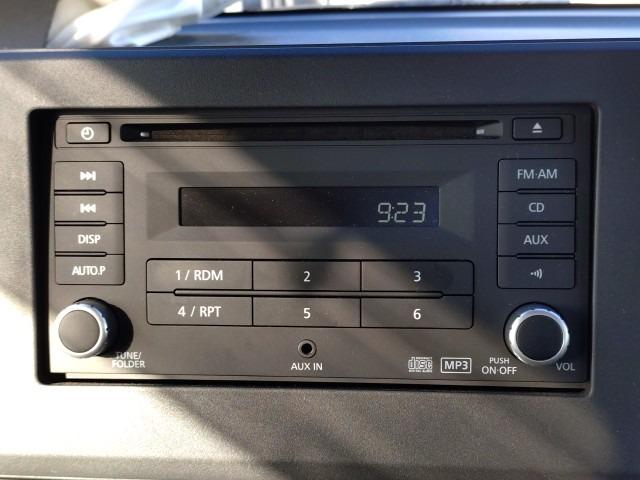 FM·AM
9:23
CD
DISP
AUX
AUTO.P
1 / RDM
2
3
4 / RPT
5
6
TUNE/
FOLDER
AUX IN
disc
MP3
PUSH
ON·OFF
VOL